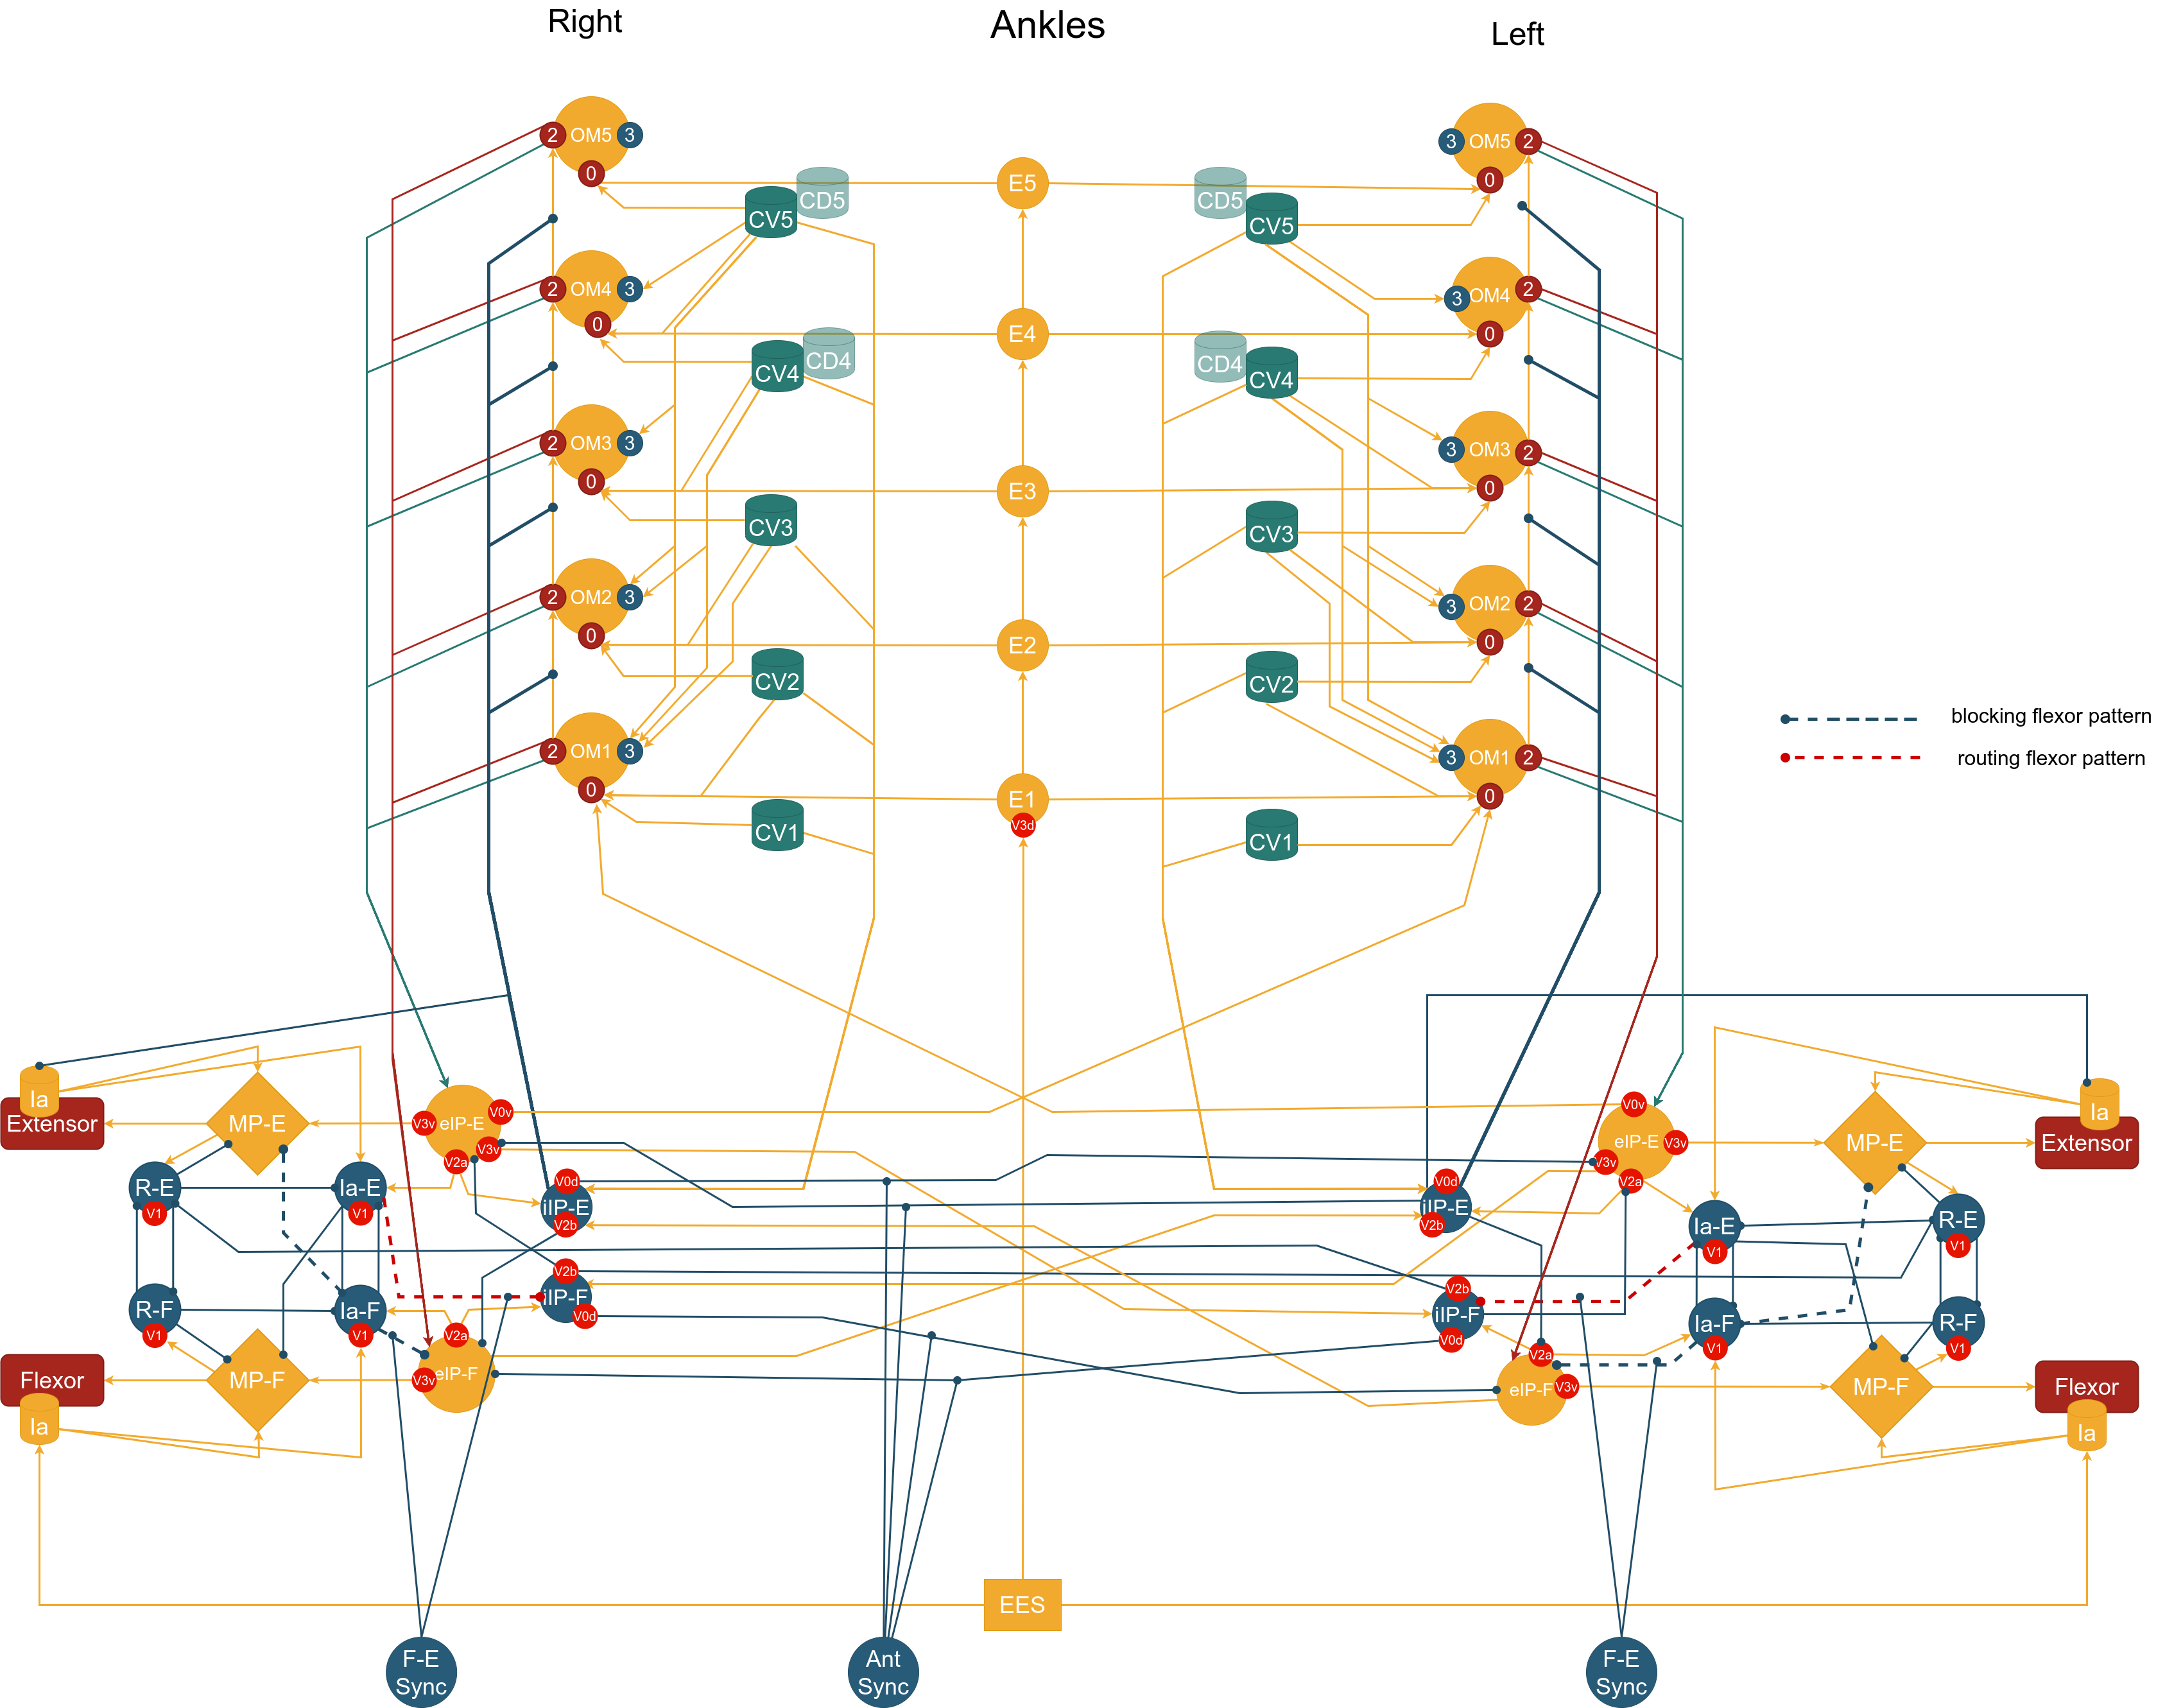 Right
Ankles
Left
2 OM5 3
0
3 OM5 2
0
E5
CD5
CV5
CD5
CV5
2 OM4 3
0
3 OM4 2
0
E4
CD4
CV4
CD4
CV4
2 OM3 3
0
3 OM3 2
0
E3
CV3
CV3
2 OM2 3
0
3 OM2 2
0
E2
CV2
CV2
blocking flexor pattern
routing flexor pattern
2 OM1 3
0
3 OM1 2
0
E1
V3d
CV1
CV1
Ia
Extensor
MP-E
V3v
eIP-E
V0v
V3v
V2a
R-E
V1
Ia-E
V1
V0d
iIP-E
V2b
V2b
iIP-F
V0d
R-F
V1
Ia-F
V1
V2a
eIP-F
V3v
MP-F
Flexor
Ia
V0v
eIP-E
V3v
V3v
V2a
MP-E
Ia
Extensor
V0d
iIP-E
V2b
Ia-E
V1
R-E
V1
V2b
iIP-F
V0d
Ia-F
V1
R-F
V1
V2a
eIP-F
V3v
MP-F
Flexor
Ia
EES
F-E
Sync
Ant
Sync
F-E
Sync